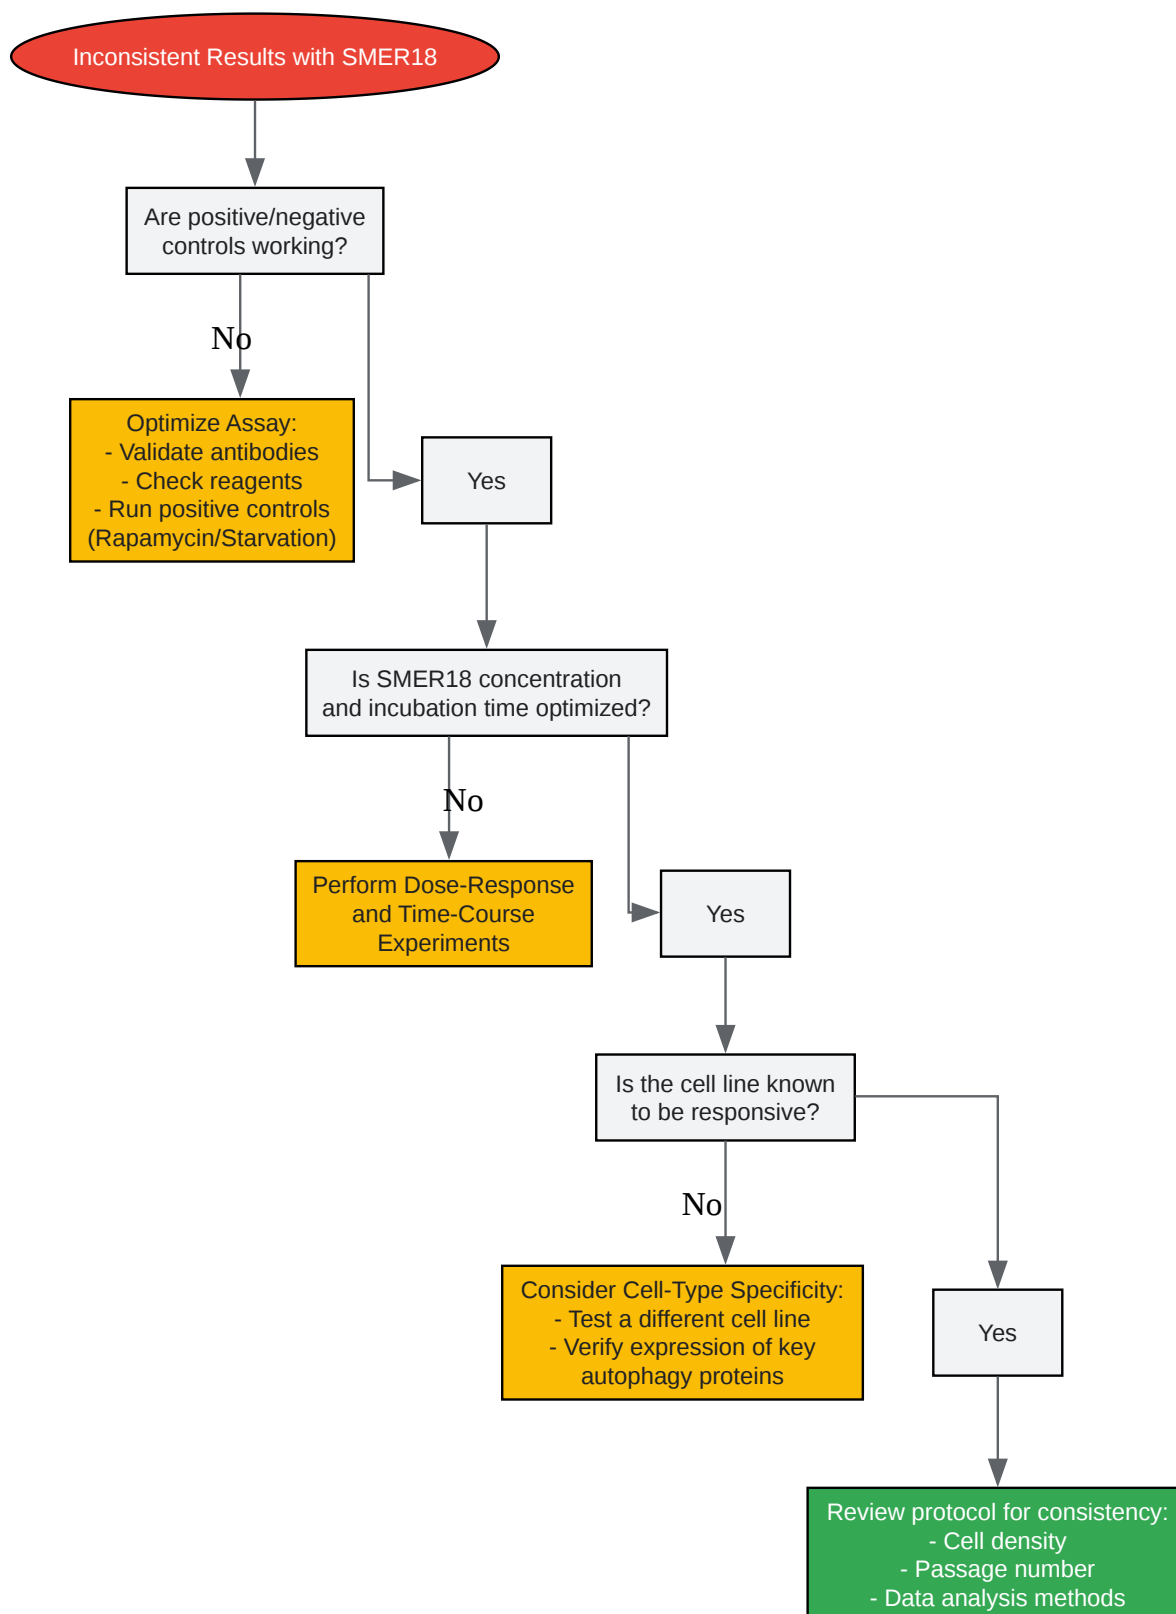 Inconsistent Results with SMER18
Are positive/negative
controls working?
No
Optimize Assay:
- Validate antibodies
- Check reagents
- Run positive controls
(Rapamycin/Starvation)
Yes
Is SMER18 concentration
and incubation time optimized?
No
Perform Dose-Response
and Time-Course
Experiments
Yes
Is the cell line known
to be responsive?
No
Consider Cell-Type Specificity:
- Test a different cell line
- Verify expression of key
autophagy proteins
Yes
Review protocol for consistency:
- Cell density
- Passage number
- Data analysis methods